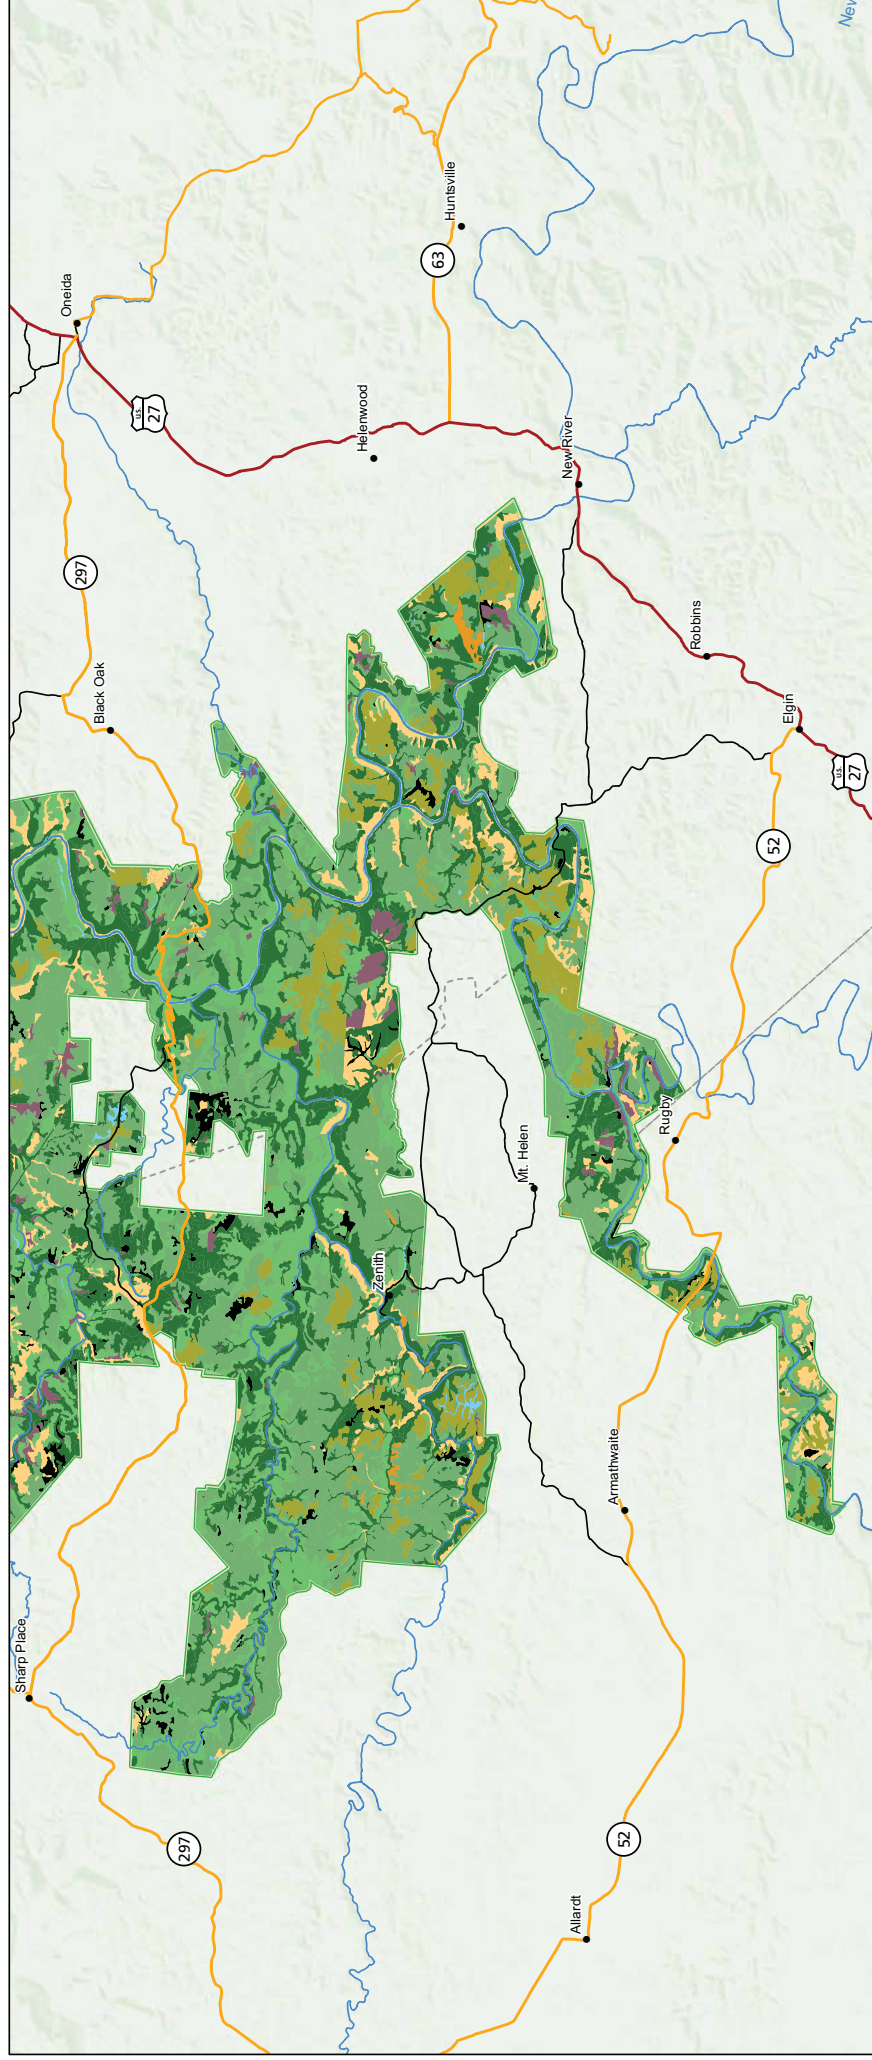 New
Huntsville
63
Oneida
U.S.
27
Helenwood
New River
297
Robbins
Black Oak
Elgin
U.S.
27
52
Rugby
Mt. Helen
Zenith
Armathwaite
Sharp Place
297
52
Allardt